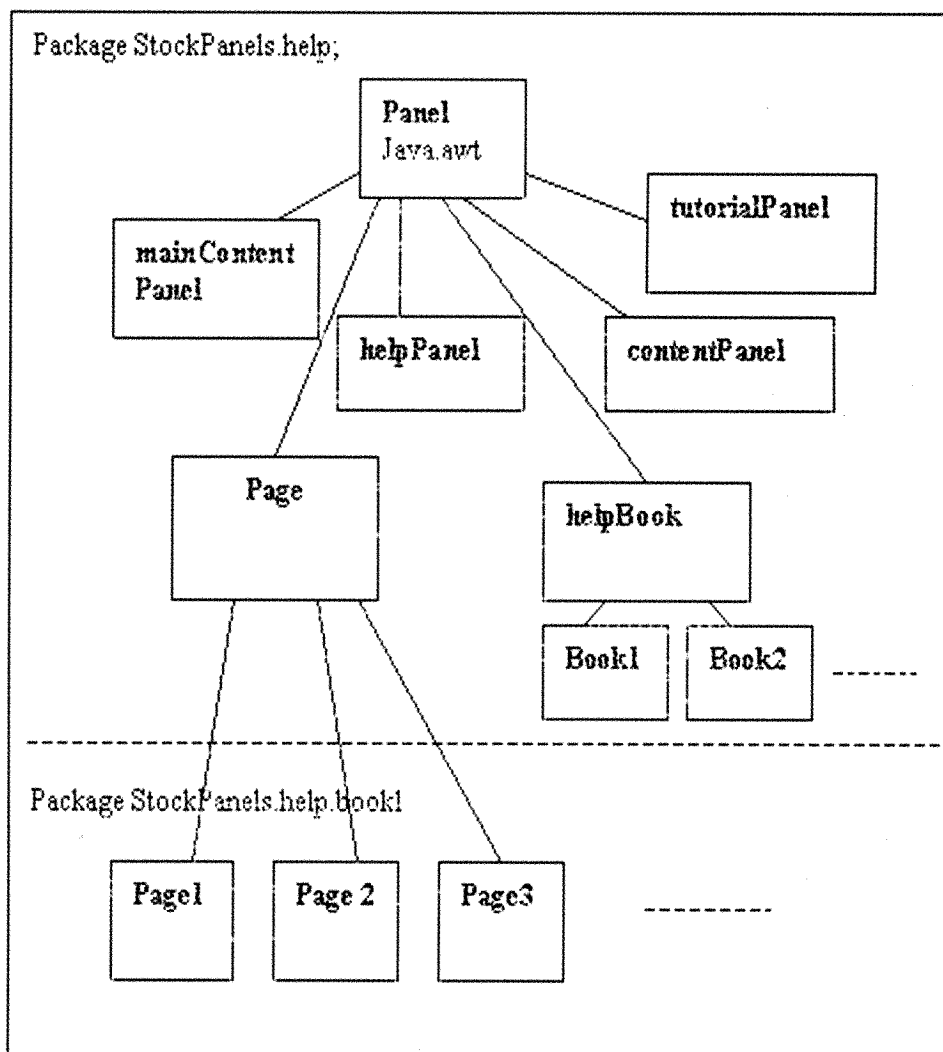 Package StockPanels.help;
Panel
Java.awt
tutorialPanel
mainContent
Panel
helpPanel
contentPanel
Page
helpBook
Book1
Book2
Package StockPanels.help.book1
Page1
Page 2
Page3